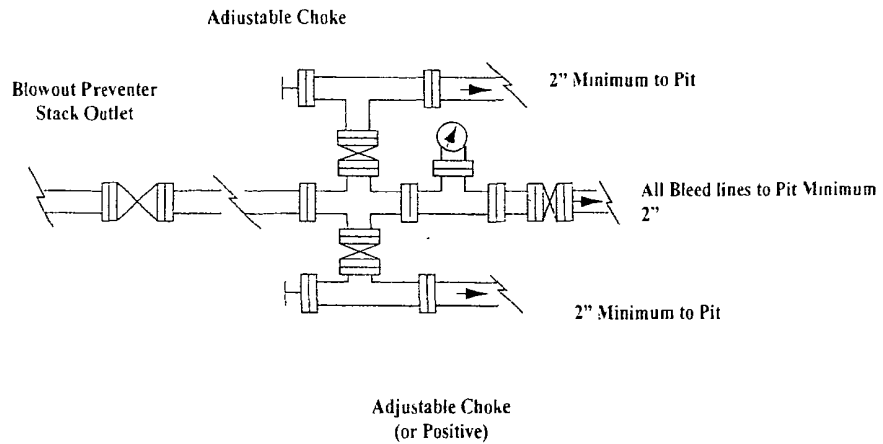 Adjustable Choke
Blowout Preventer
Stack Outlet
2" Minimum to Pit
All Bleed lines to Pit Minimum
2"
2" Minimum to Pit
Adjustable Choke
(or Positive)